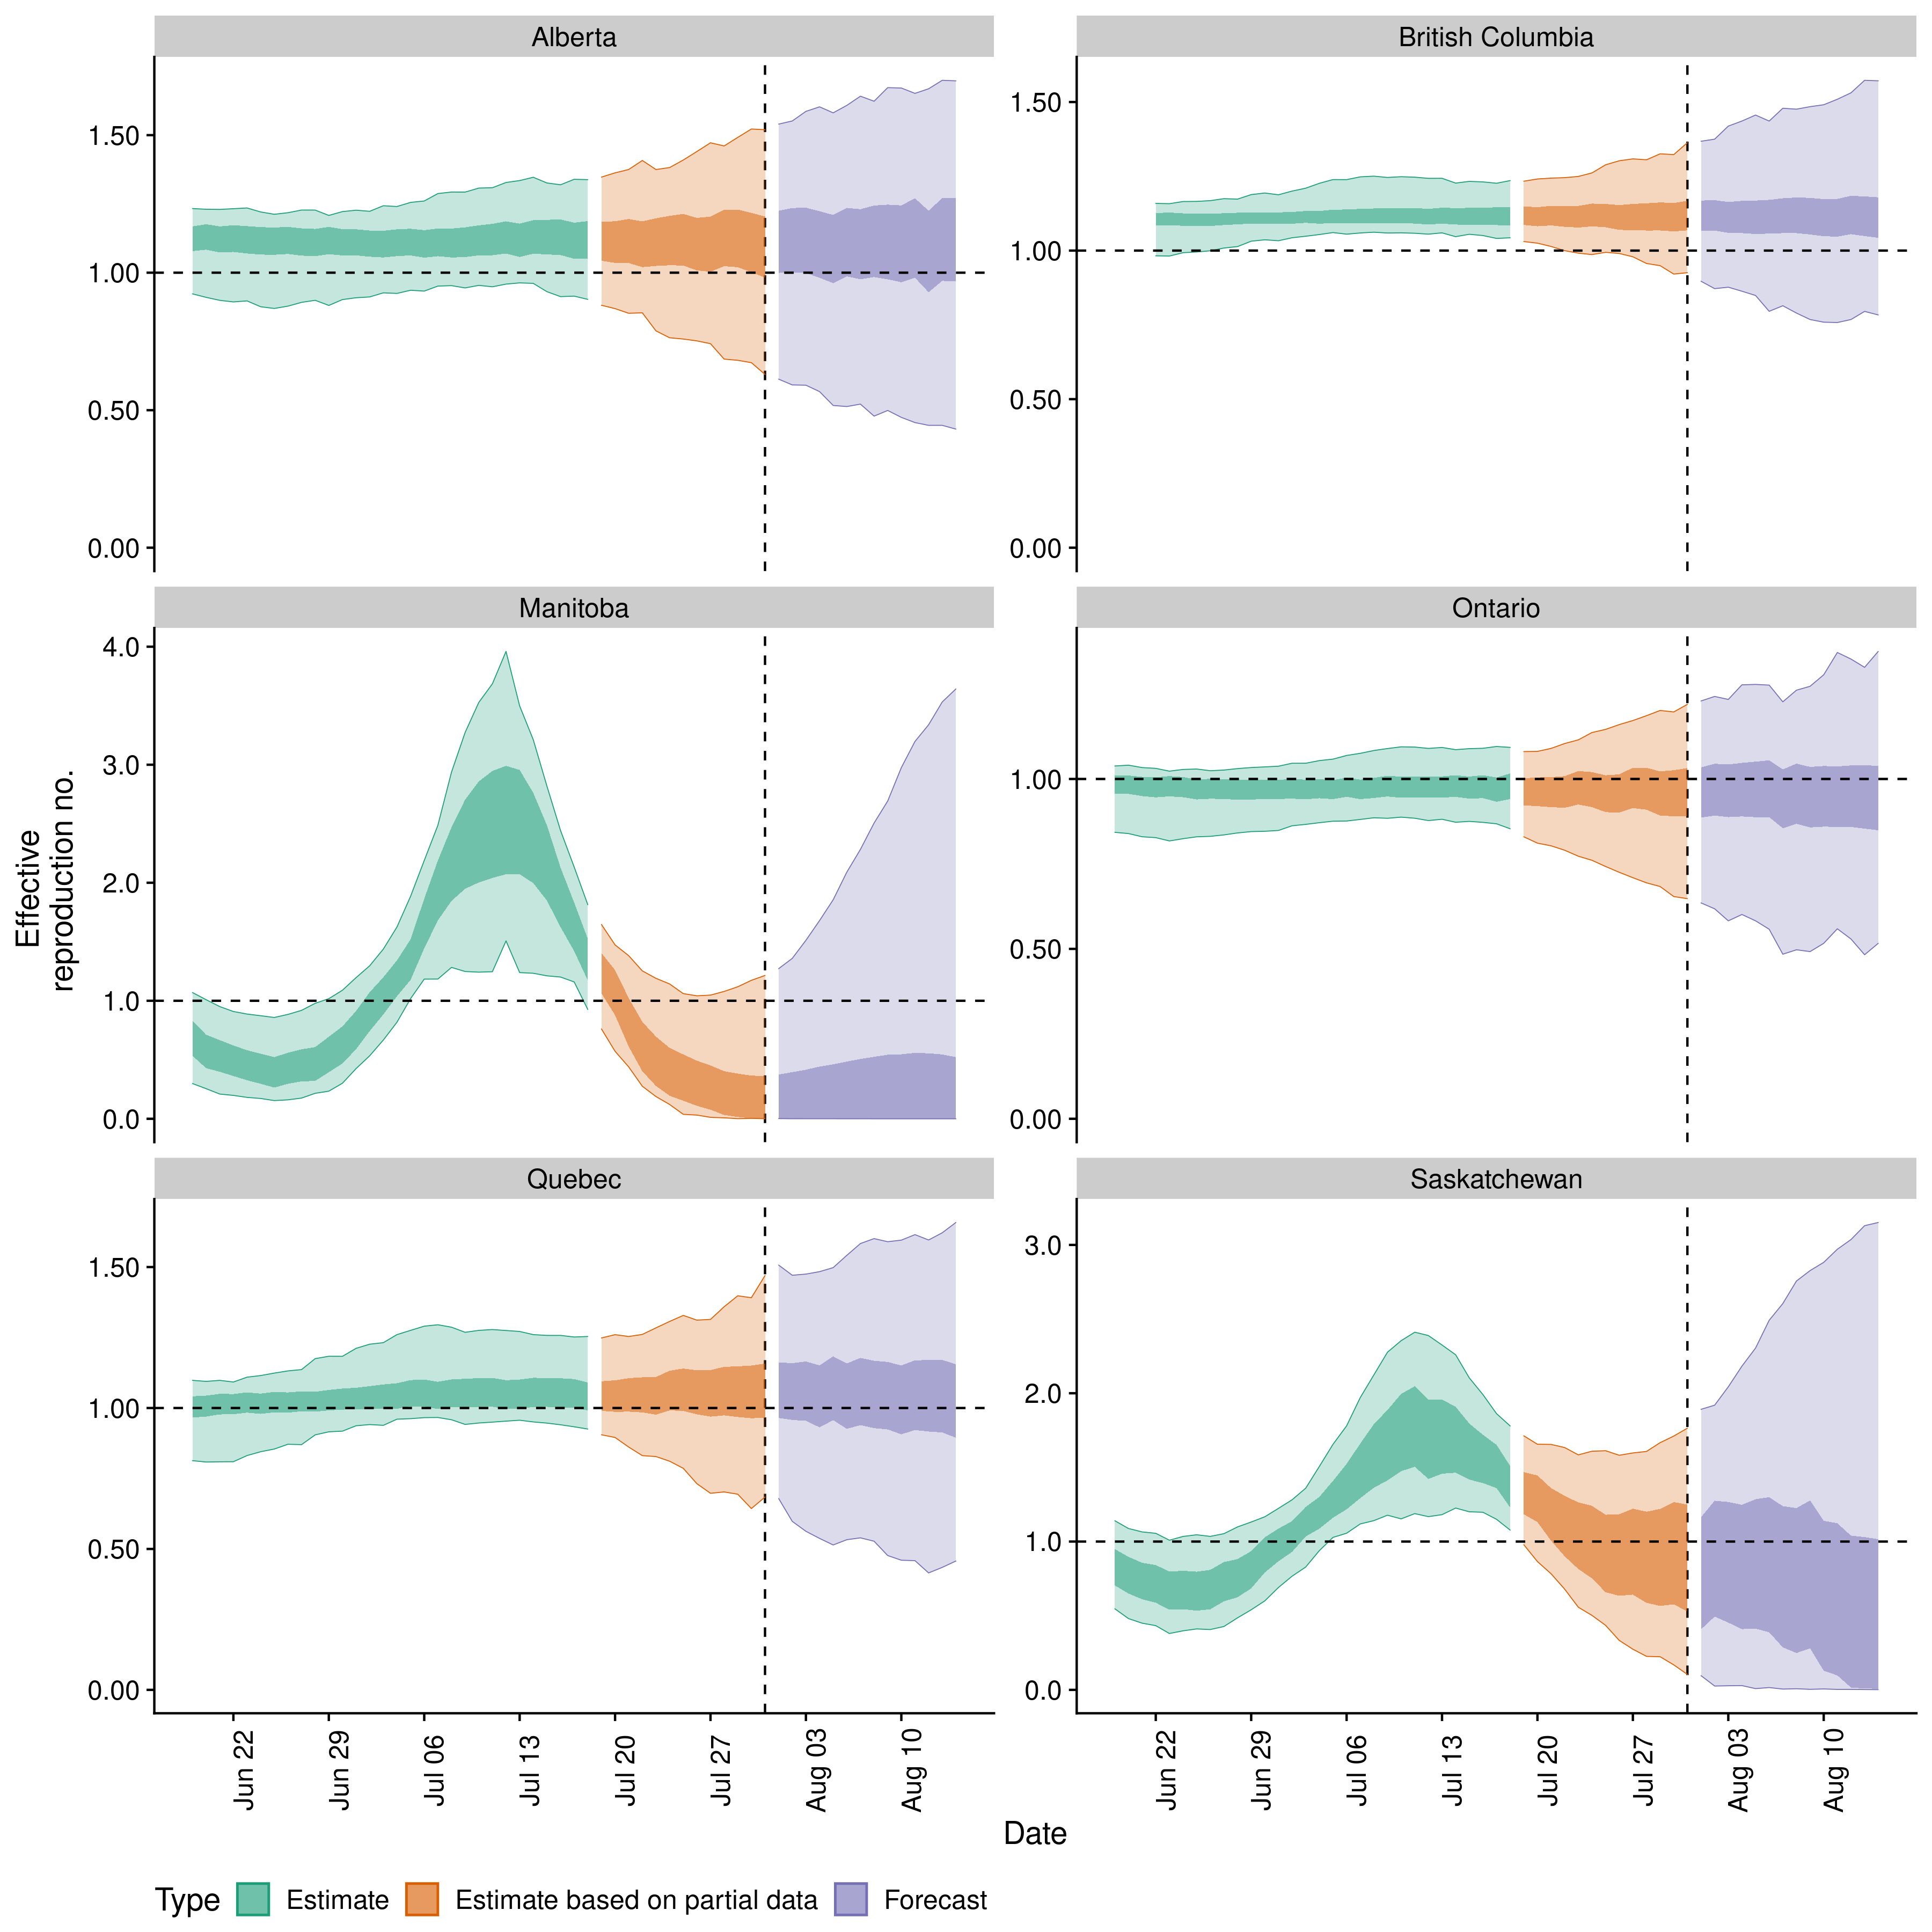 Alberta
British Columbia
1.50
1.00
0.50
0.00
1.50
1.00
0.50
0.00
Manitoba
Ontario
4.0
3.0
2.0
1.0
0.0
1.00
0.50
0.00
Effective
reproduction no.
Quebec
Saskatchewan
1.50
1.00
0.50
0.00
3.0
2.0
1.0
0.0
Jun 22
Jun 29
Jul 06
Jul 13
Jul 20
Jul 27
Aug 03
Aug 10
Jun 22
Jun 29
Jul 06
Jul 13
Jul 20
Jul 27
Aug 03
Aug 10
Date
Type Estimate Estimate based on partial data Forecast